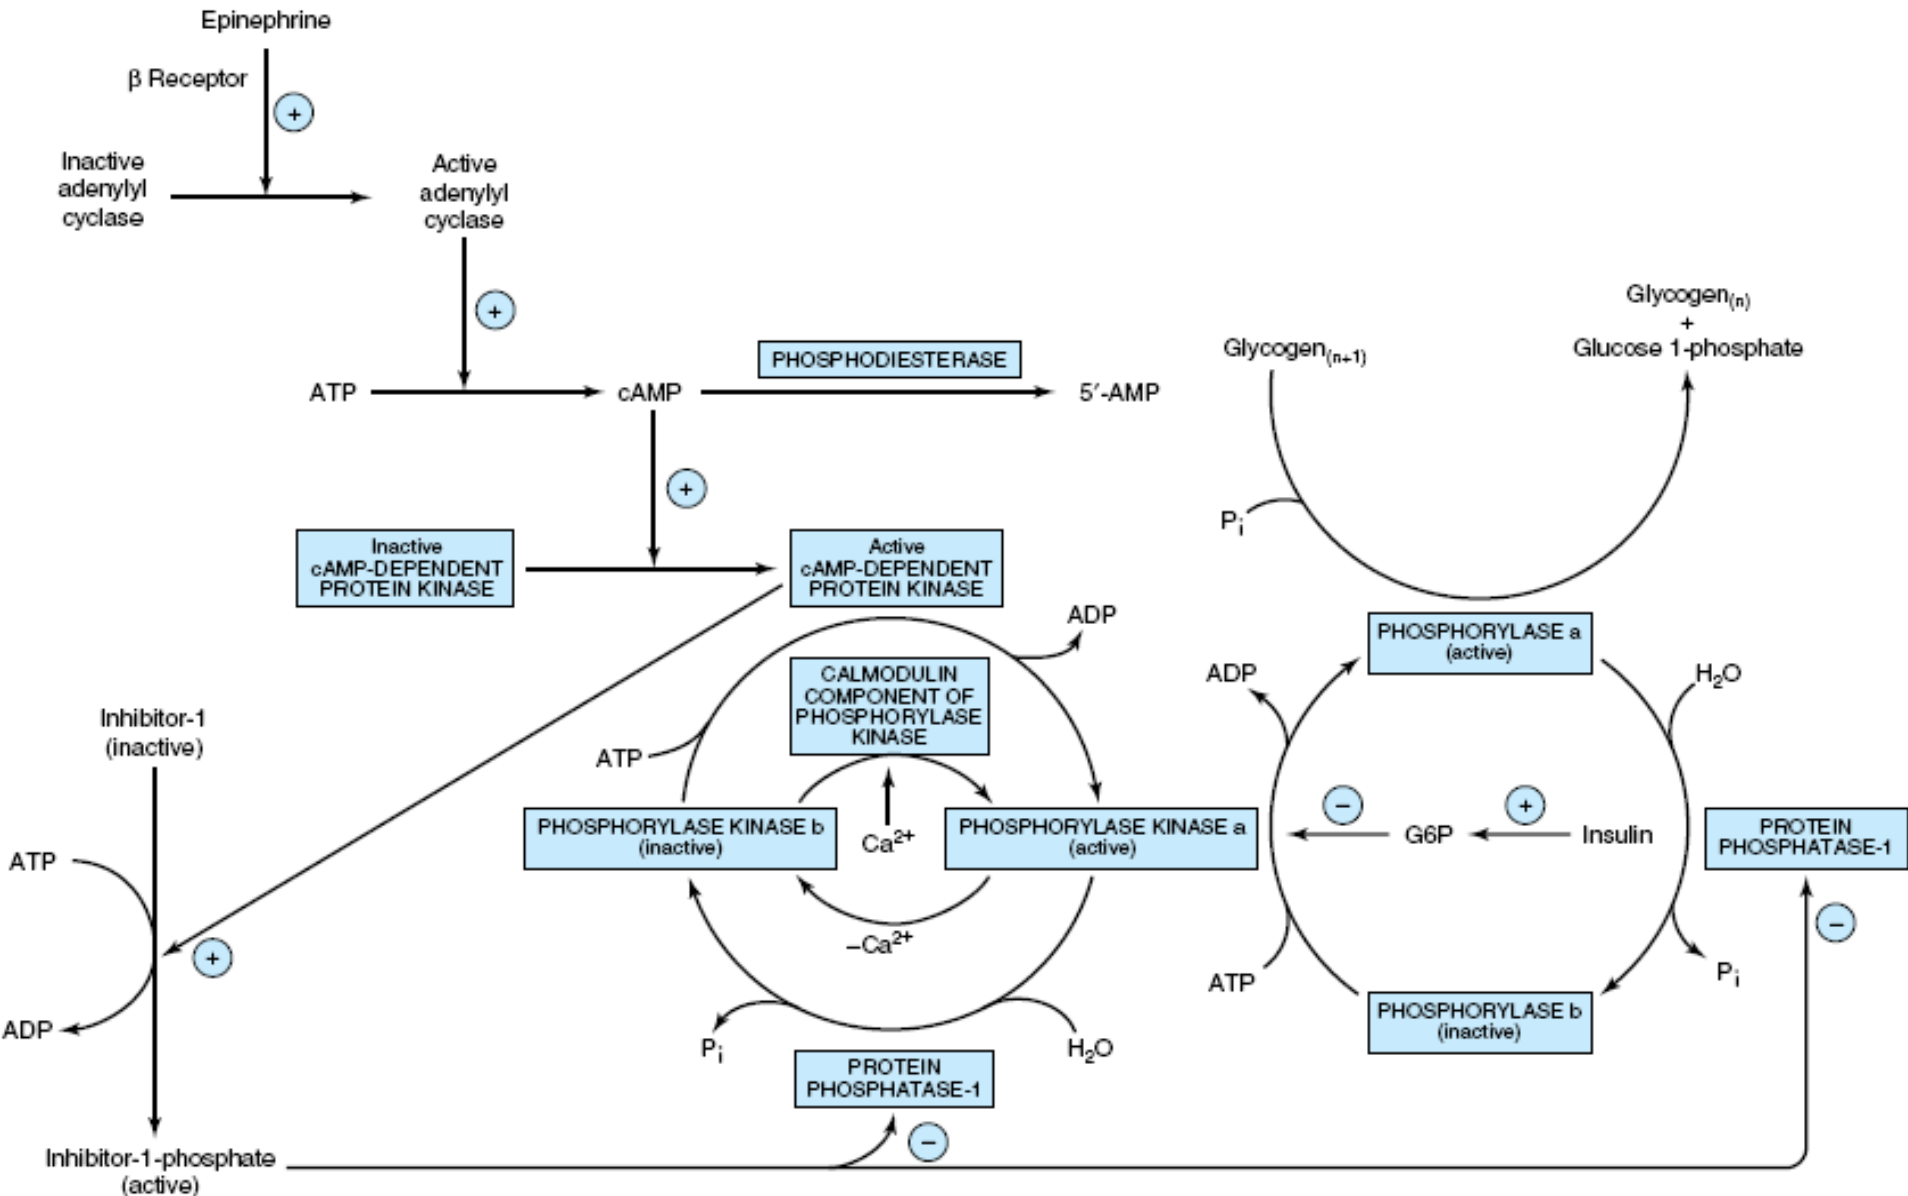 Epinephrine
β Receptor
+
Inactive
adenylyl
cyclase
Active
adenylyl
cyclase
+
ATP
cAMP
PHOSPHODIESTERASE
5′-AMP
+
Inactive
cAMP-DEPENDENT
PROTEIN KINASE
Active
cAMP-DEPENDENT
PROTEIN KINASE
Glycogen(n+1)
Glycogen(n)
+
Glucose 1-phosphate
Pi
PHOSPHORYLASE a
(active)
ADP
H2O
ADP
CALMODULIN
COMPONENT OF
PHOSPHORYLASE
KINASE
ATP
Inhibitor-1
(inactive)
PHOSPHORYLASE KINASE b
(inactive)
Ca2+
PHOSPHORYLASE KINASE a
(active)
–
G6P
+
Insulin
PROTEIN
PHOSPHATASE-1
ATP
–Ca2+
+
–
ATP
Pi
PHOSPHORYLASE b
(inactive)
ADP
Pi
H2O
PROTEIN
PHOSPHATASE-1
–
Inhibitor-1-phosphate
(active)